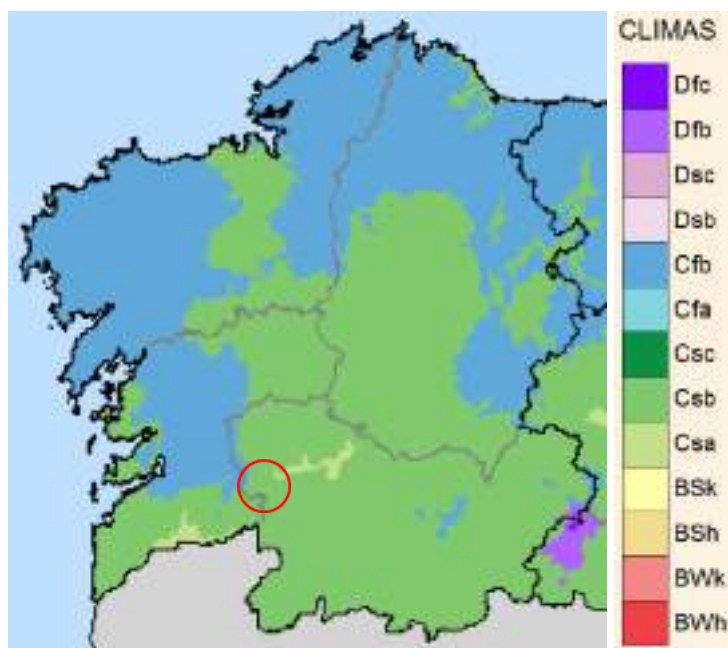 CLIMAS
Dfc
Dfb
Dsc
Dsb
Cfb
Cfa
Csc
Csb
Csa
BSk
BSh
BWk
BWh